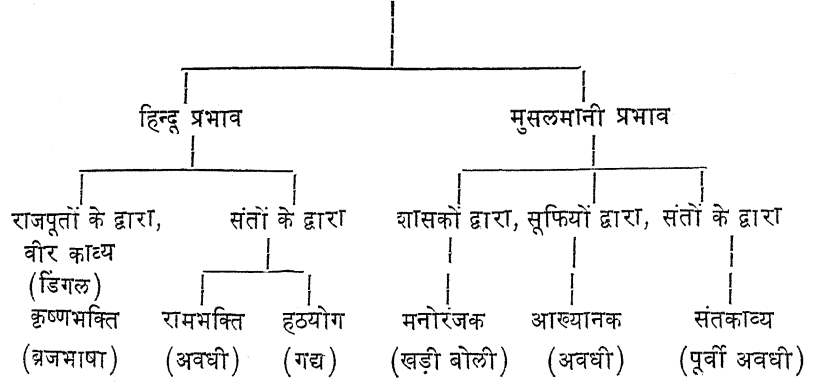 हिन्दू प्रभाव मुसलमानी प्रभाव
राजपूतों के द्वारा, संतों के द्वारा शासकों द्वारा, सूफियों द्वारा, संतों के द्वारा
वीर काव्य
(डिंगल)
कृष्णभक्ति रामभक्ति हठयोग मनोरंजक आख्यानक संतकाव्य
(ब्रजभाषा) (अवधी) (गद्य) (खड़ी बोली) (अवधी) (पूर्वी अवधी)